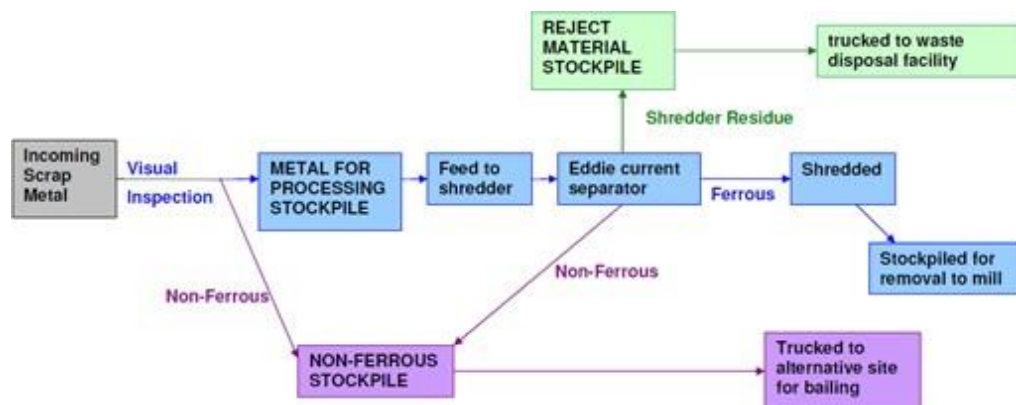 REJECT
MATERIAL
STOCKPILE
trucked to waste
disposal facility
Shredder Residue
Incoming
Scrap
Metal
Visual
Inspection
METAL FOR
PROCESSING
STOCKPILE
Feed to
shredder
Eddie current
separator
Ferrous
Shredded
Stockpiled for
removal to mill
Non-Ferrous
Non-Ferrous
NON-FERROUS
STOCKPILE
Trucked to
alternative site
for bailing